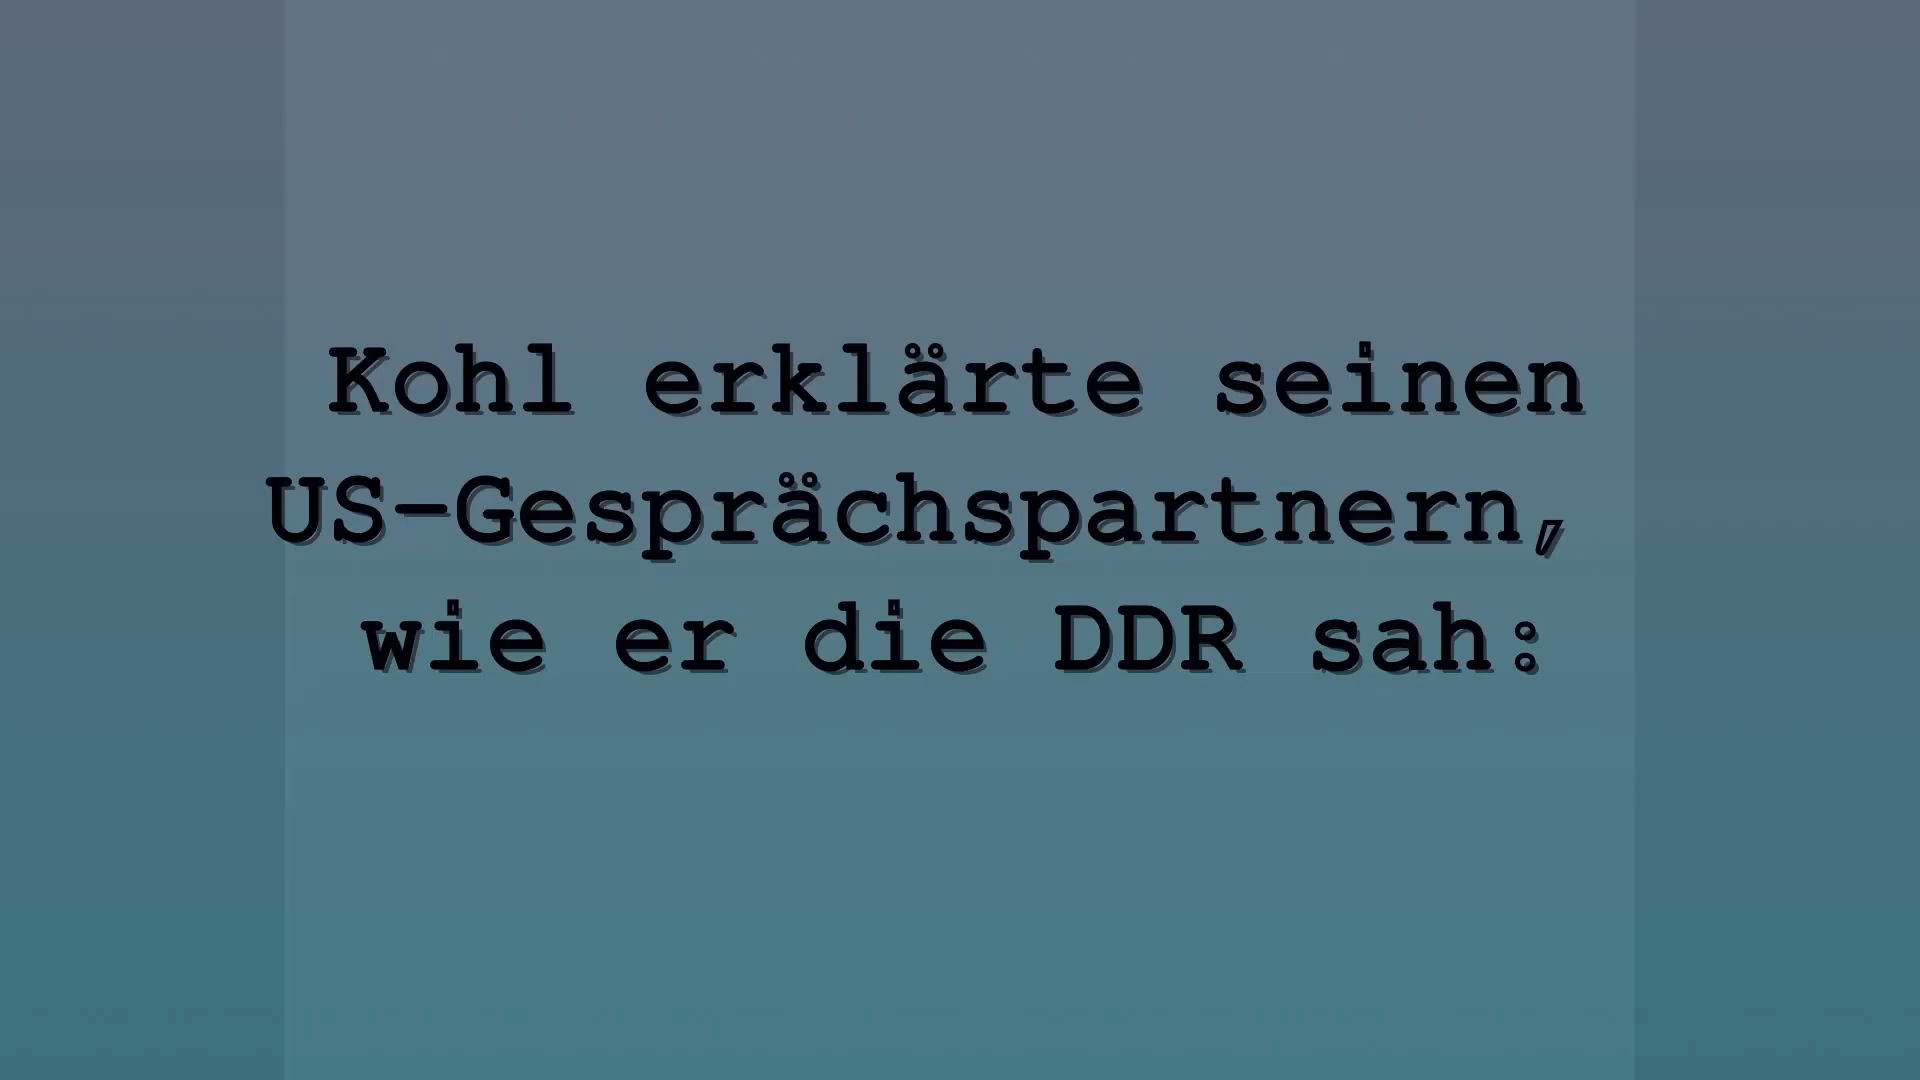 Kohl erklärte seinen
US-Gesprächspartnern,
wie er die DDR sah: